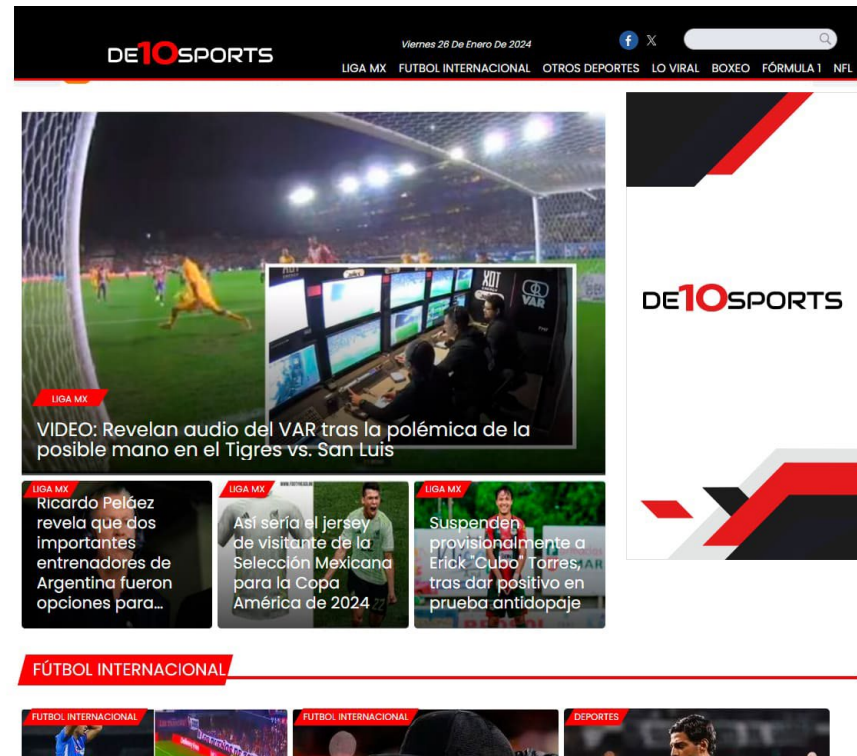 DE10SPORTS
Viernes 26 De Enero De 2024
LIGA MX FUTBOL INTERNACIONAL OTROS DEPORTES LO VIRAL BOXEO FÓRMULA 1 NFL
XDT
VAR
LIGA MX
VIDEO: Revelan audio del VAR tras la polémica de la
posible mano en el Tigres vs. San Luis
DE10SPORTS
LIGA MX
Ricardo Peláez
revela que dos
importantes
entrenadores de
Argentina fueron
opciones para...
LIGA MX
Así sería el jersey
de visitante de la
Selección Mexicana
para la Copa
América de 2024
22
LIGA MX
Suspenden
provisionalmente a
Erick "Cubo" Torres,
tras dar positivo en
prueba antidopaje
FÚTBOL INTERNACIONAL
FUTBOL INTERNACIONAL
FUTBOL INTERNACIONAL
DEPORTES